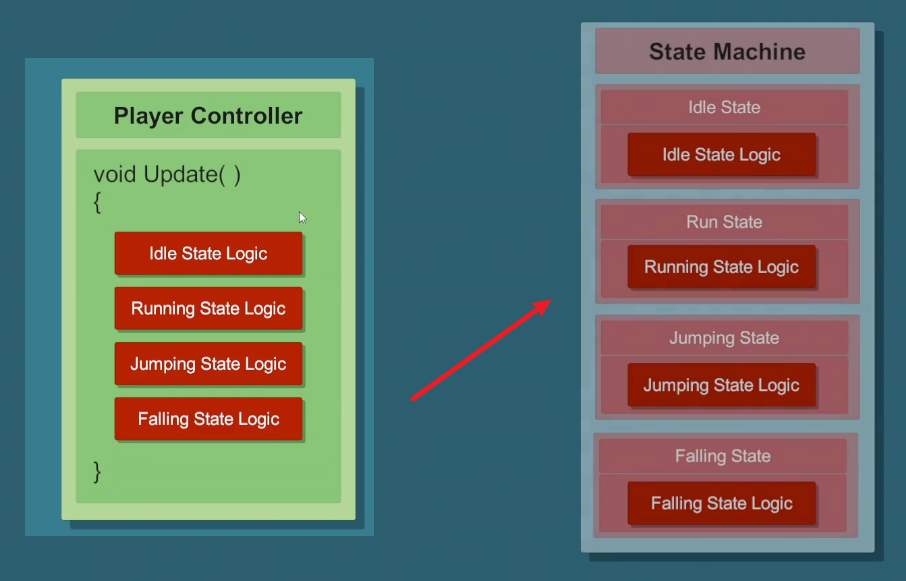 Player Controller
void Update( )
{
Idle State Logic
Running State Logic
Jumping State Logic
Falling State Logic
}
State Machine
Idle State
Idle State Logic
Run State
Running State Logic
Jumping State
Jumping State Logic
Falling State
Falling State Logic